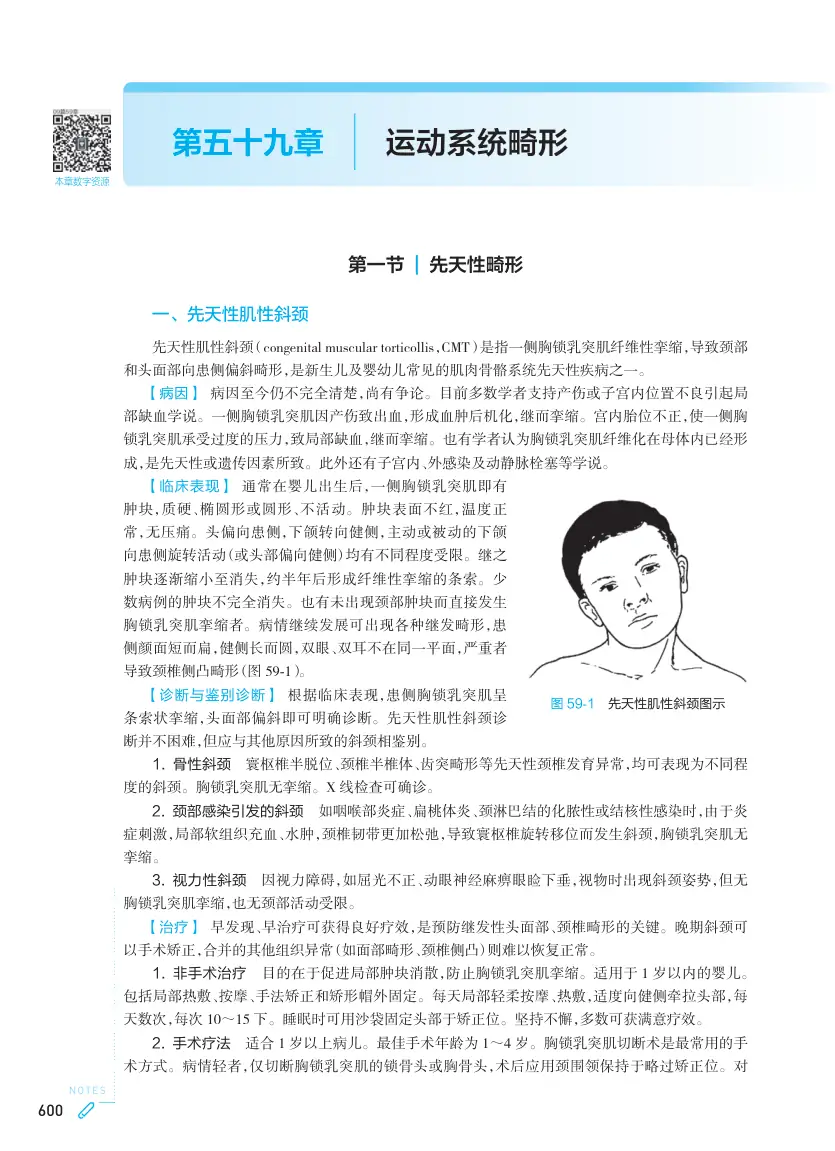 本章数字资源
第五十九章
运动系统畸形
第一节 | 先天性畸形
一、先天性肌性斜颈
先天性肌性斜颈（congenital muscular torticollis，CMT）是指一侧胸锁乳突肌纤维性挛缩，导致颈部
和头面部向患侧偏斜畸形，是新生儿及婴幼儿常见的肌肉骨骼系统先天性疾病之一。
【病因】 病因至今仍不完全清楚，尚有争论。目前多数学者支持产伤或子宫内位置不良引起局
部缺血学说。一侧胸锁乳突肌因产伤致出血，形成血肿后机化，继而挛缩。宫内胎位不正，使一侧胸
锁乳突肌承受过度的压力，致局部缺血，继而挛缩。也有学者认为胸锁乳突肌纤维化在母体内已经形
成，是先天性或遗传因素所致。此外还有子宫内、外感染及动静脉栓塞等学说。
【临床表现】 通常在婴儿出生后，一侧胸锁乳突肌即有
肿块，质硬、椭圆形或圆形、不活动。肿块表面不红，温度正
常，无压痛。头偏向患侧，下颌转向健侧，主动或被动的下颌
向患侧旋转活动（或头部偏向健侧）均有不同程度受限。继之
肿块逐渐缩小至消失，约半年后形成纤维性挛缩的条索。少
数病例的肿块不完全消失。也有未出现颈部肿块而直接发生
胸锁乳突肌挛缩者。病情继续发展可出现各种继发畸形，患
侧颜面短而扁，健侧长而圆，双眼、双耳不在同一平面，严重者
导致颈椎侧凸畸形（图 59-1）。
【诊断与鉴别诊断】 根据临床表现，患侧胸锁乳突肌呈
条索状挛缩，头面部偏斜即可明确诊断。先天性肌性斜颈诊
断并不困难，但应与其他原因所致的斜颈相鉴别。
图 59-1 先天性肌性斜颈图示
1. 骨性斜颈 寰枢椎半脱位、颈椎半椎体、齿突畸形等先天性颈椎发育异常，均可表现为不同程
度的斜颈。胸锁乳突肌无挛缩。X 线检查可确诊。
2. 颈部感染引发的斜颈 如咽喉部炎症、扁桃体炎、颈淋巴结的化脓性或结核性感染时，由于炎
症刺激，局部软组织充血、水肿，颈椎韧带更加松弛，导致寰枢椎旋转移位而发生斜颈，胸锁乳突肌无
挛缩。
3. 视力性斜颈 因视力障碍，如屈光不正、动眼神经麻痹眼睑下垂，视物时出现斜颈姿势，但无
胸锁乳突肌挛缩，也无颈部活动受限。
【治疗】 早发现、早治疗可获得良好疗效，是预防继发性头面部、颈椎畸形的关键。晚期斜颈可
以手术矫正，合并的其他组织异常（如面部畸形、颈椎侧凸）则难以恢复正常。
1. 非手术治疗 目的在于促进局部肿块消散，防止胸锁乳突肌挛缩。适用于 1 岁以内的婴儿。
包括局部热敷、按摩、手法矫正和矫形帽外固定。每天局部轻柔按摩、热敷，适度向健侧牵拉头部，每
天数次，每次 10～15 下。睡眠时可用沙袋固定头部于矫正位。坚持不懈，多数可获满意疗效。
2. 手术疗法 适合 1 岁以上病儿。最佳手术年龄为 1～4 岁。胸锁乳突肌切断术是最常用的手
术方式。病情轻者，仅切断胸锁乳突肌的锁骨头或胸骨头，术后应用颈围领保持于略过矫正位。对
NOTES
600